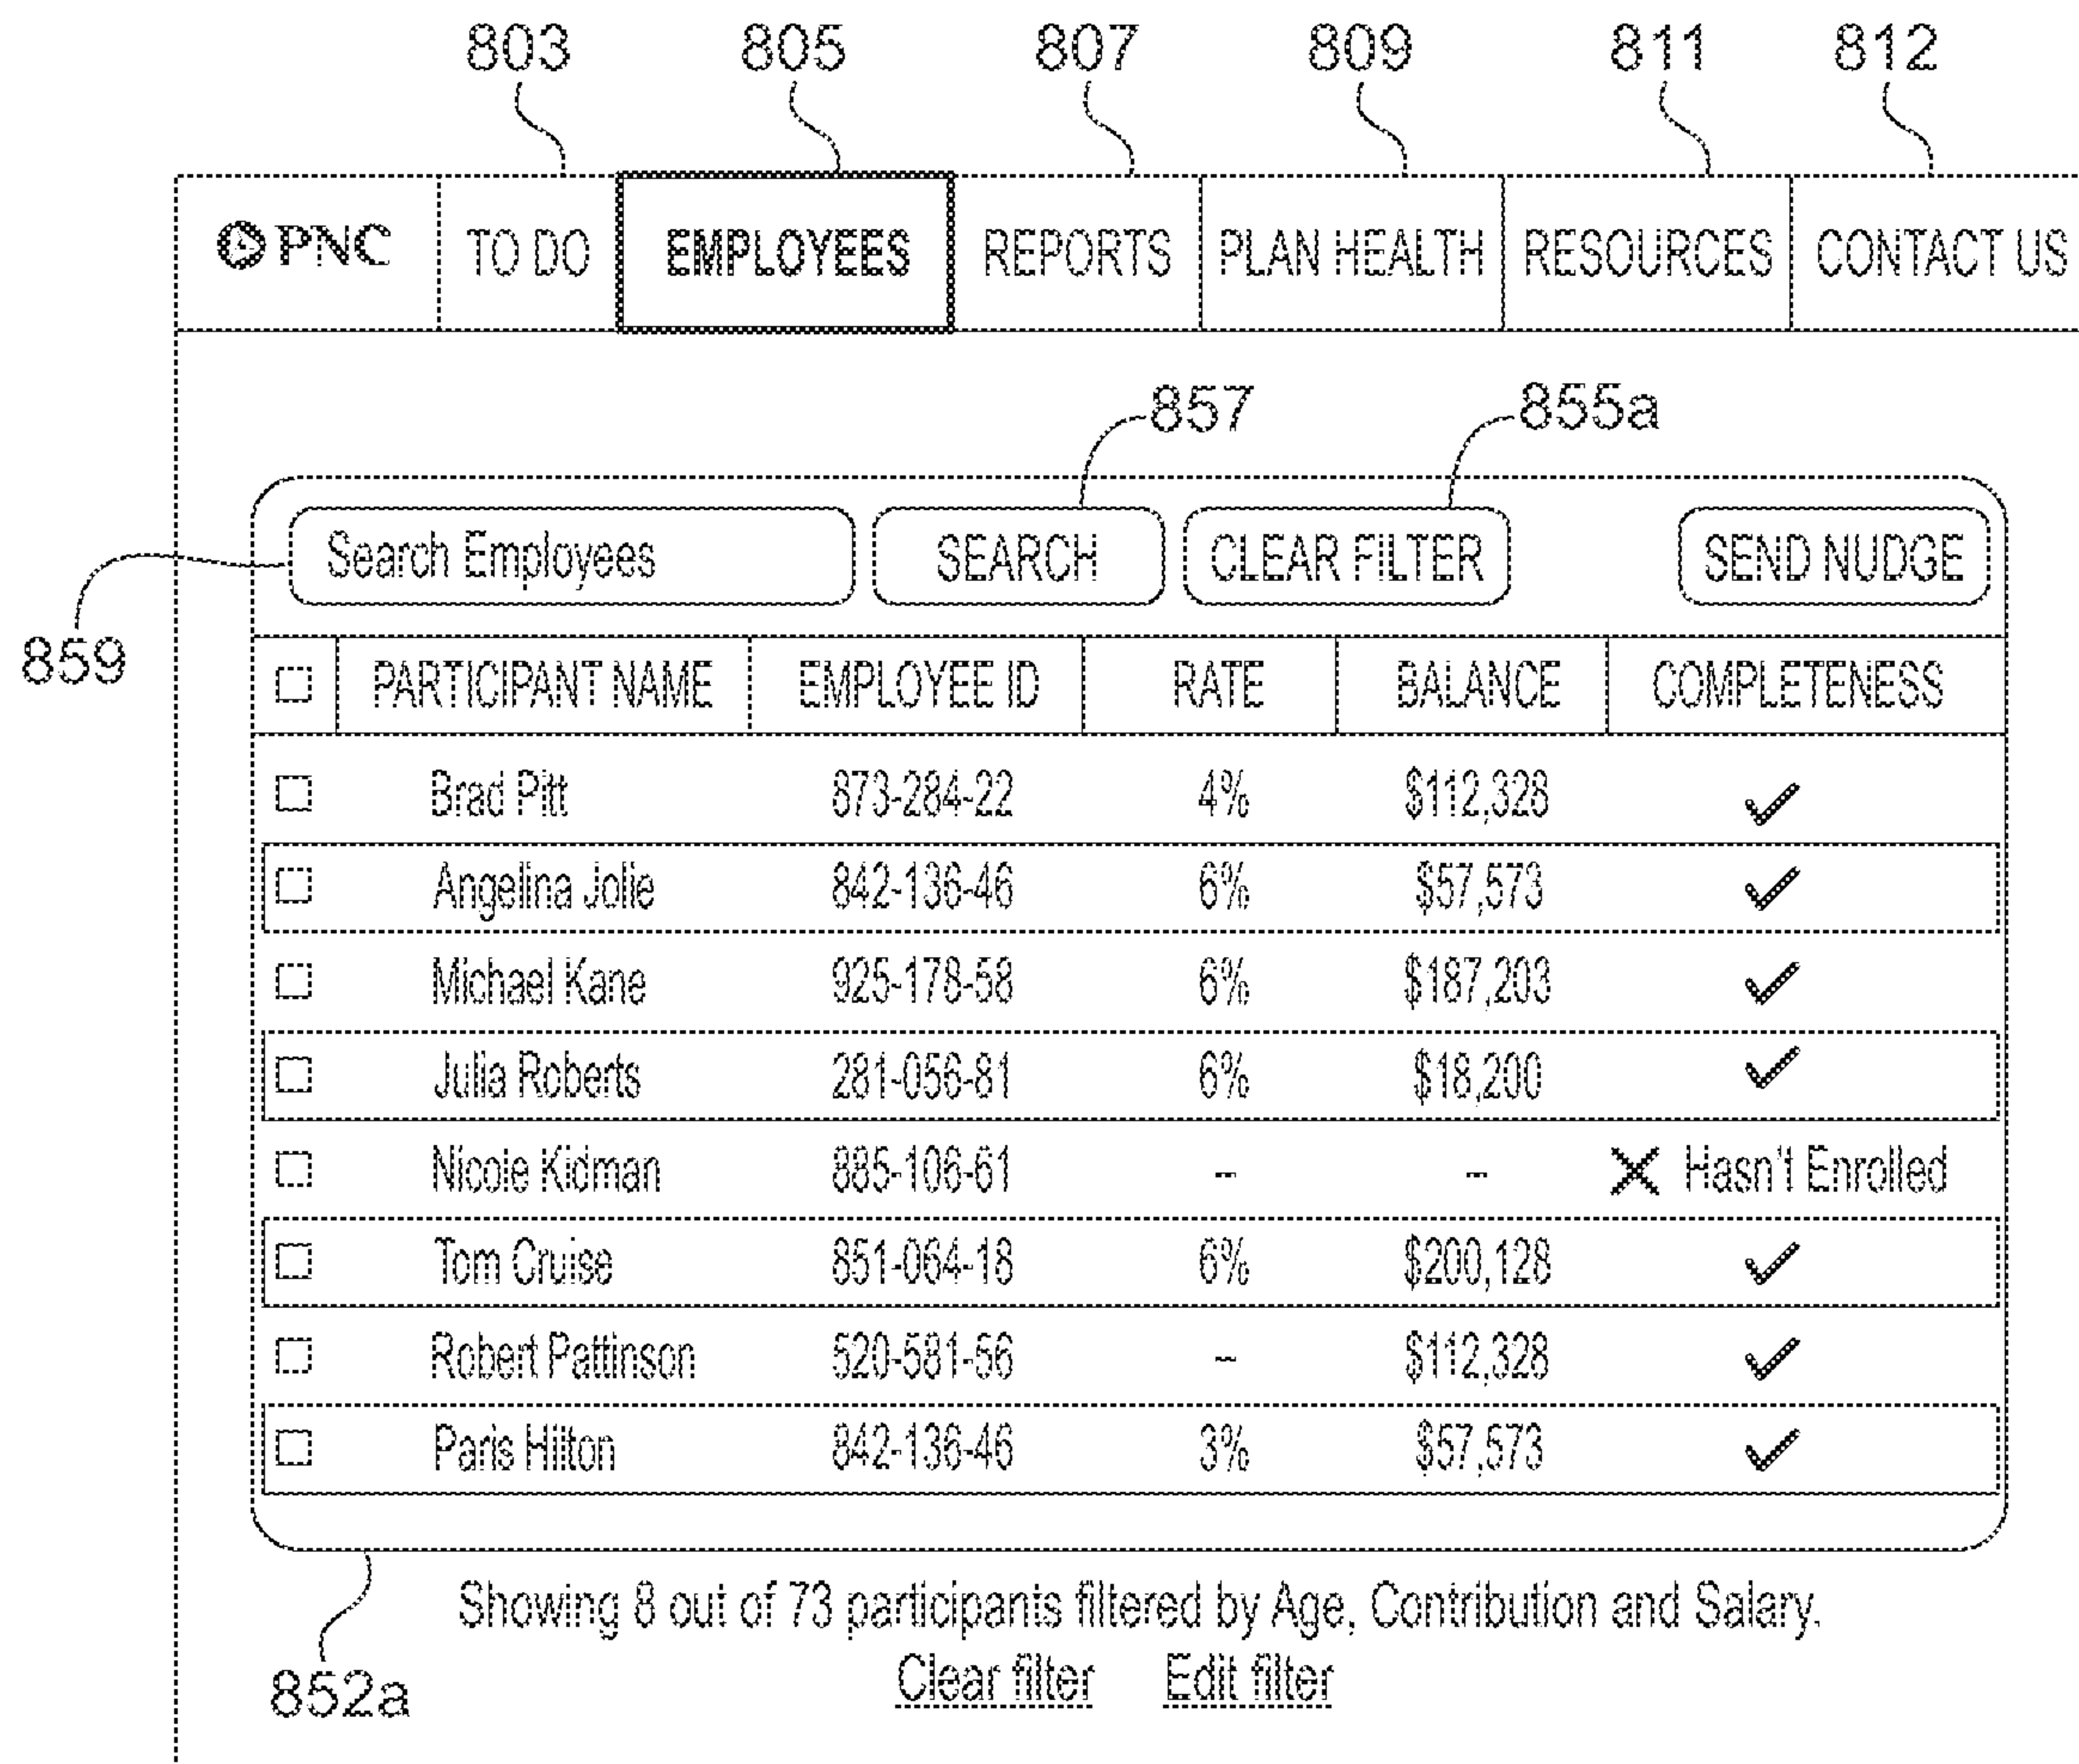 803 805 807 809 811 812
PNC TO DO EMPLOYEES REPORTS PLAN HEALTH RESOURCES CONTACT US
857 855a
Search Employees SEARCH CLEAR FILTER SEND NUDGE
859
PARTICIPANT NAME EMPLOYEE ID RATE BALANCE COMPLETENESS
Brad Pitt 873-284-22 4% $112,328 ✓
Angelina Jolie 842-136-46 6% $57,573 ✓
Michael Kane 925-178-58 6% $187,203 ✓
Julia Roberts 281-056-81 6% $18,200 ✓
Nicole Kidman 885-106-61 – – ✕ Hasn't Enrolled
Tom Cruise 851-064-18 6% $200,128 ✓
Robert Pattinson 520-581-56 – $112,328 ✓
Paris Hilton 842-136-46 3% $57,573 ✓
Showing 8 out of 73 participants filtered by Age, Contribution and Salary.
852a
Clear filter Edit filter